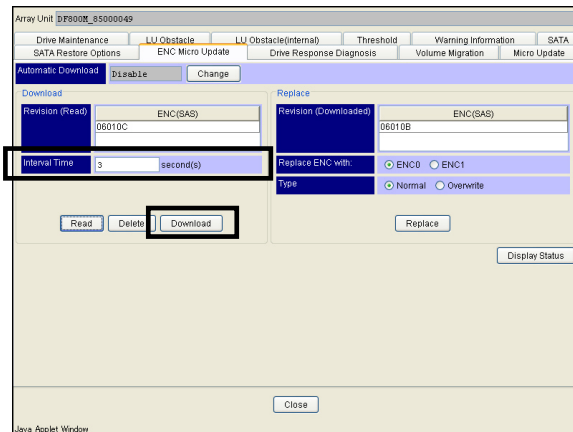 Array Unit DF800M_85000049
Drive Maintenance LU Obstacle LU Obstacle(internal) Threshold Warning Information SATA
SATA Restore Options ENC Micro Update Drive Response Diagnosis Volume Migration Micro Update
Automatic Download Disable Change
Download Replace
Revision (Read) ENC(SAS) Revision (Downloaded) ENC(SAS)
06010C 06010B
Interval Time 3 second(s) Replace ENC with: ENC0 ENC1
Type Normal Overwrite
Read Delete Download Replace
Display Status
Close
Java Applet Window